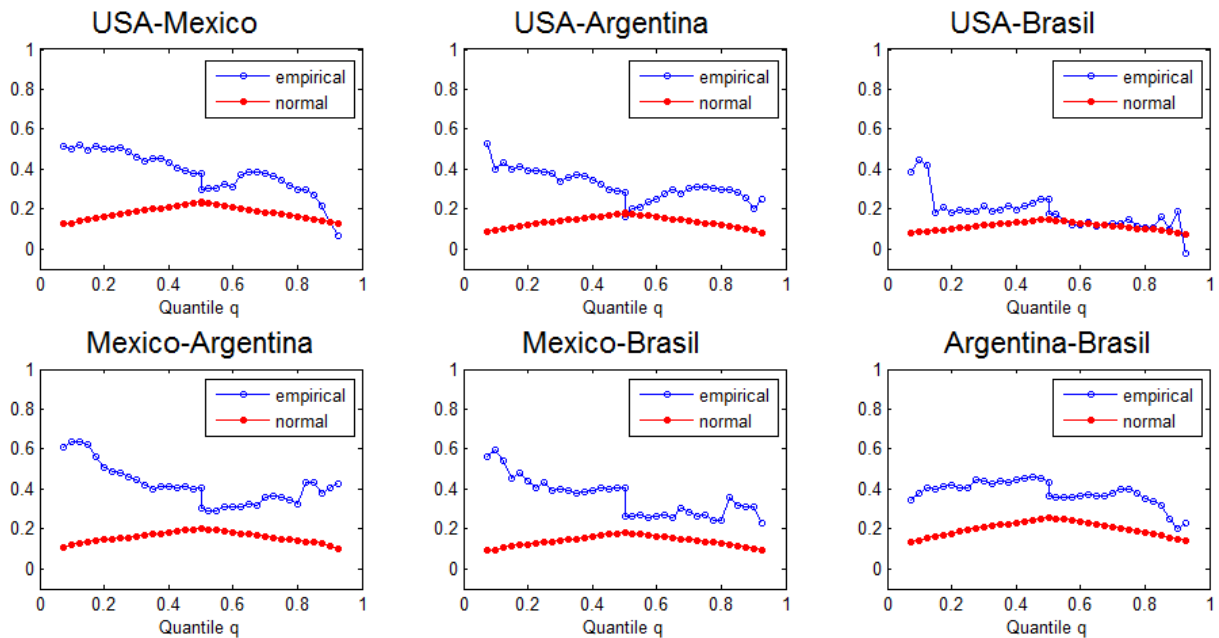 USA-Mexico
1
0.8
0.6
0.4
0.2
0
empirical
normal
0 0.2 0.4 0.6 0.8 1
Quantile q
USA-Argentina
1
0.8
0.6
0.4
0.2
0
empirical
normal
0 0.2 0.4 0.6 0.8 1
Quantile q
USA-Brasil
1
0.8
0.6
0.4
0.2
0
empirical
normal
0 0.2 0.4 0.6 0.8 1
Quantile q
Mexico-Argentina
1
0.8
0.6
0.4
0.2
0
empirical
normal
0 0.2 0.4 0.6 0.8 1
Quantile q
Mexico-Brasil
1
0.8
0.6
0.4
0.2
0
empirical
normal
0 0.2 0.4 0.6 0.8 1
Quantile q
Argentina-Brasil
1
0.8
0.6
0.4
0.2
0
empirical
normal
0 0.2 0.4 0.6 0.8 1
Quantile q